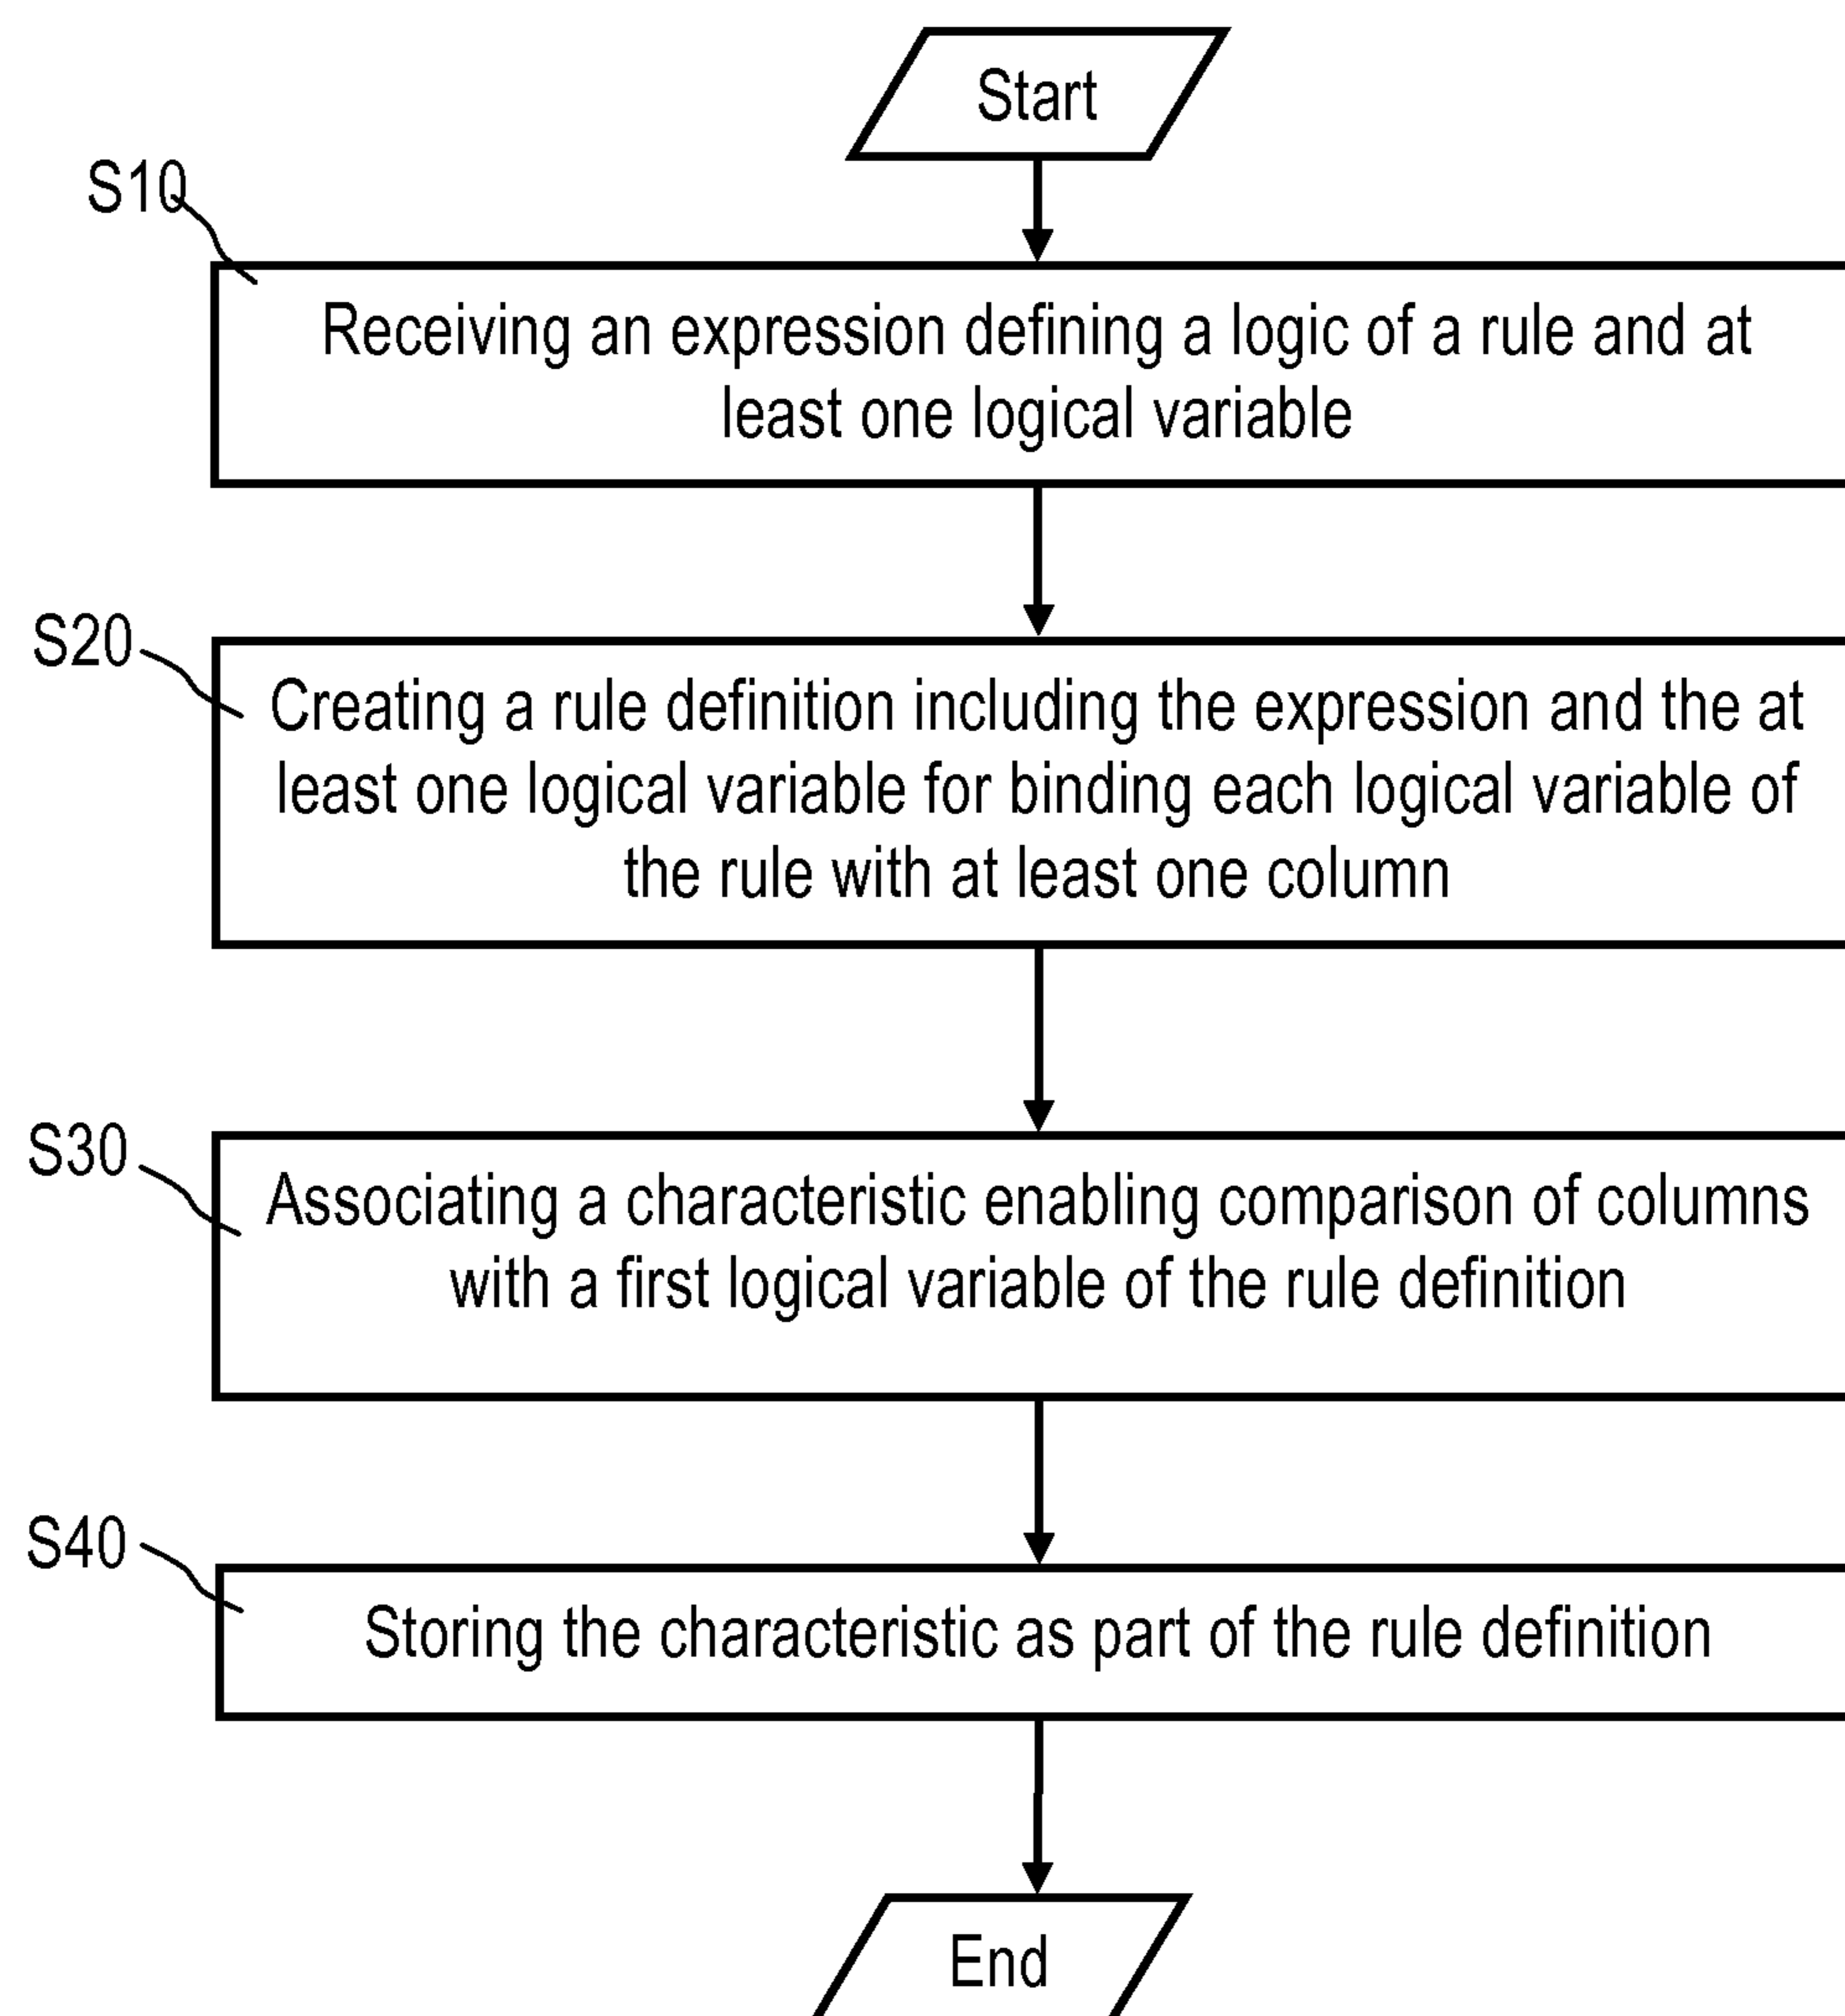 Start
S10
Receiving an expression defining a logic of a rule and at
least one logical variable
S20
Creating a rule definition including the expression and the at
least one logical variable for binding each logical variable of
the rule with at least one column
S30
Associating a characteristic enabling comparison of columns
with a first logical variable of the rule definition
S40
Storing the characteristic as part of the rule definition
End